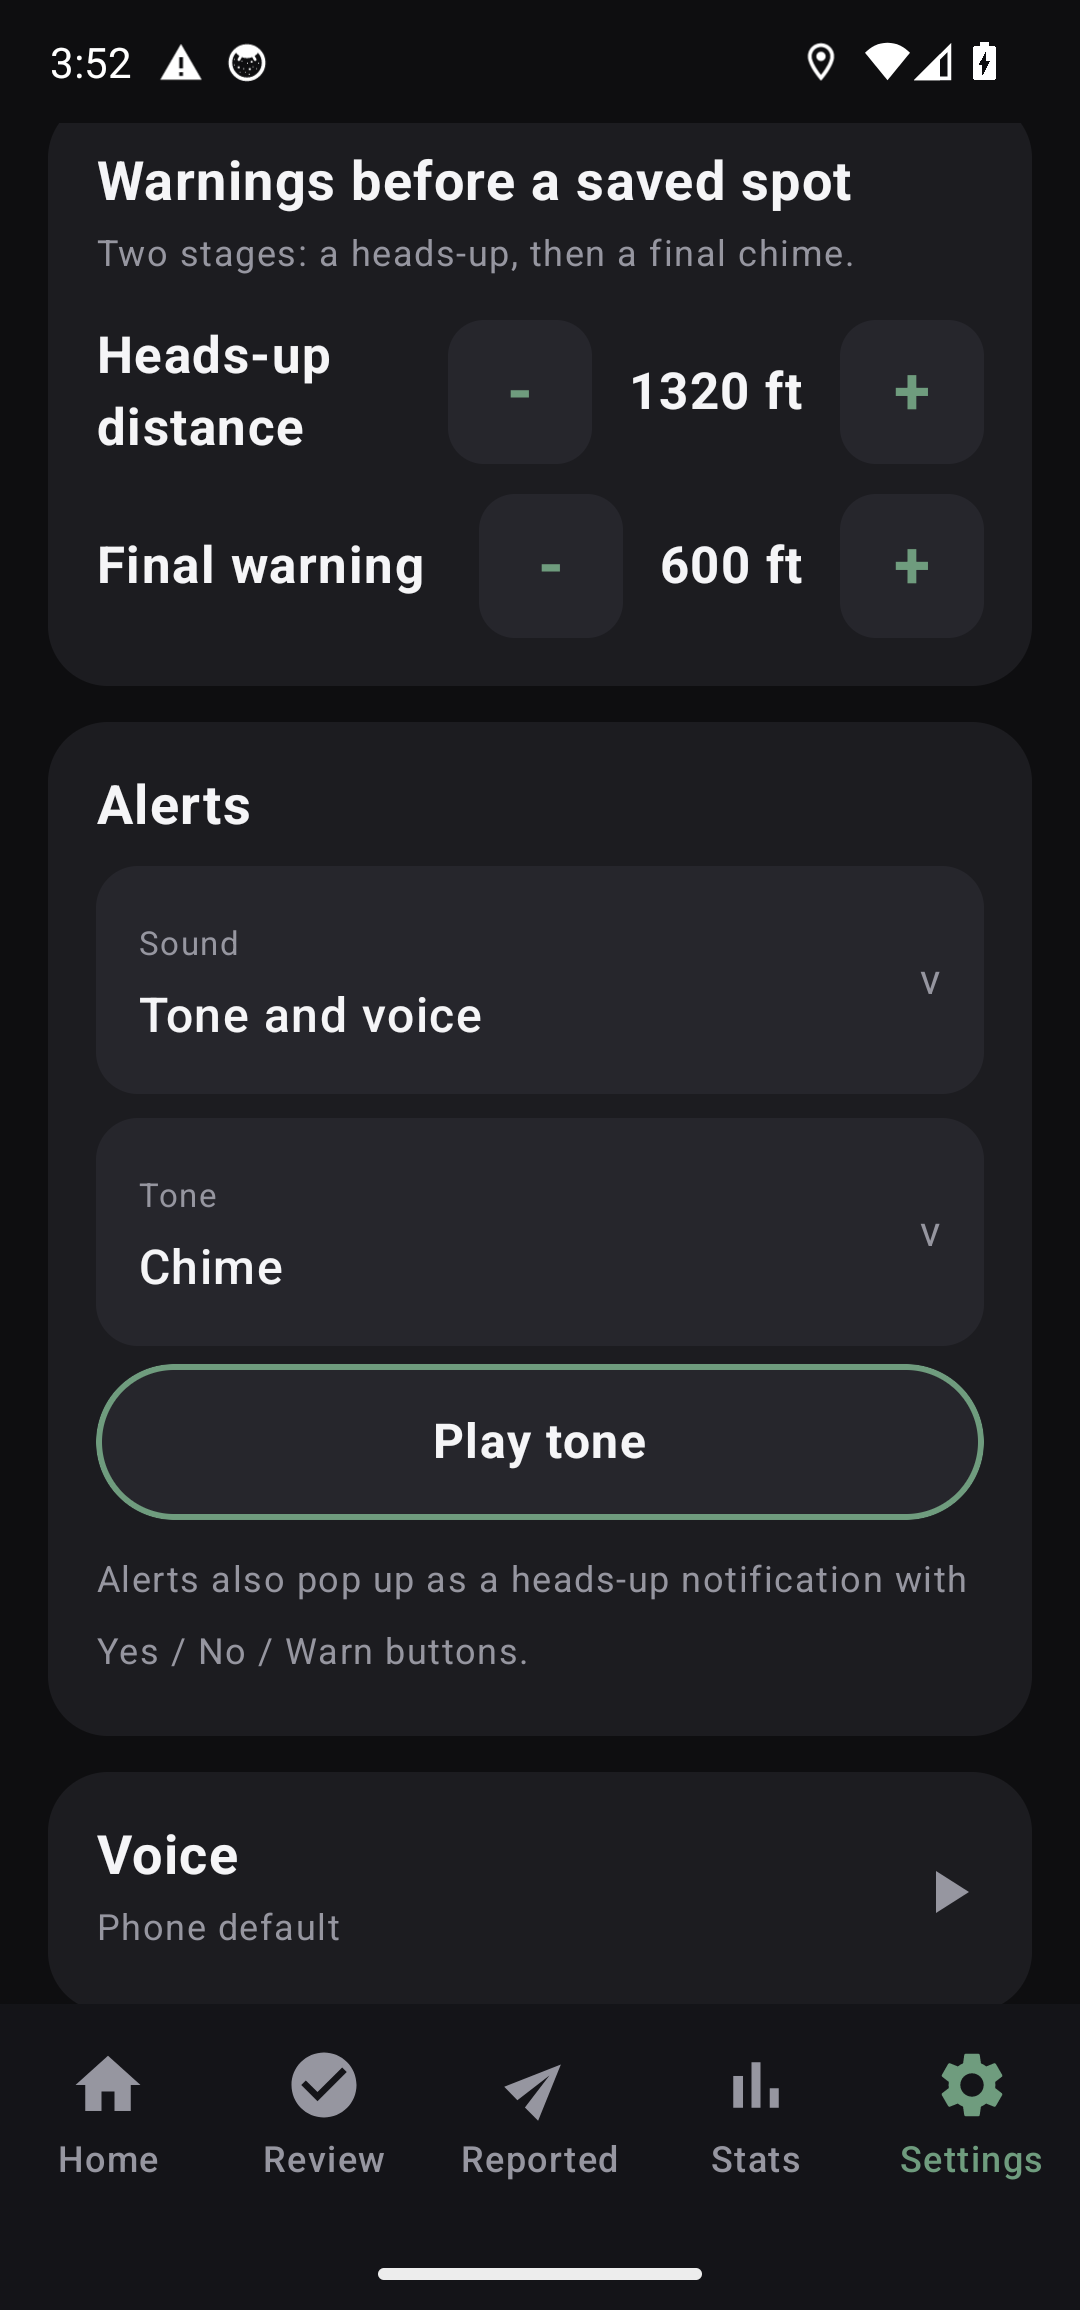 3:52
Warnings before a saved spot
Two stages: a heads-up, then a final chime.
Heads-up
distance
- 1320 ft +
Final warning - 600 ft +
Alerts
Sound
Tone and voice
v
Tone
Chime
v
Play tone
Alerts also pop up as a heads-up notification with
Yes / No / Warn buttons.
Voice
Phone default
Home Review Reported Stats Settings